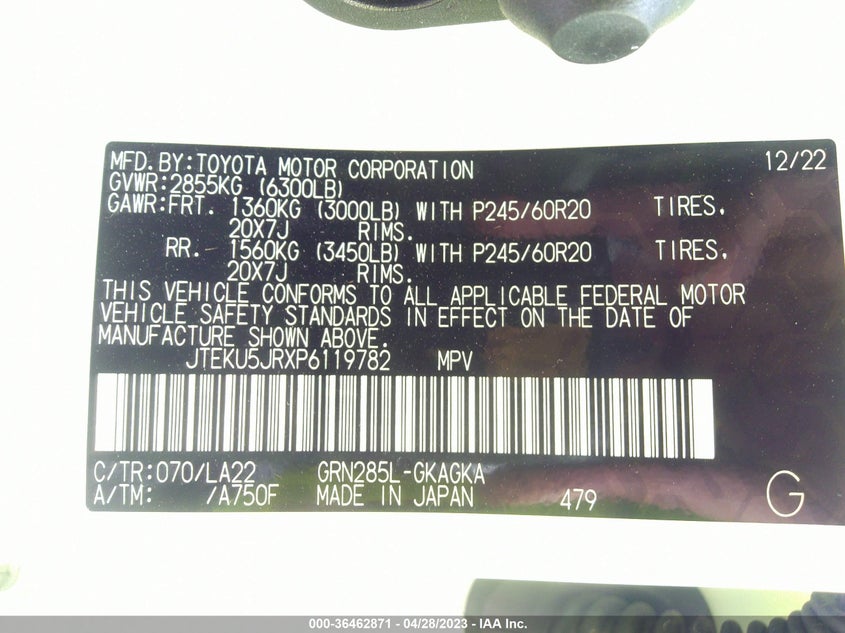 MFD.BY:TOYOTA MOTOR CORPORATION 12/22
GVWR:2855KG (6300LB)
GAWR:FRT. 1360KG (3000LB) WITH P245/60R20 TIRES,
20X7J RIMS.
RR. 1560KG (3450LB) WITH P245/60R20 TIRES,
20X7J RIMS.
THIS VEHICLE CONFORMS TO ALL APPLICABLE FEDERAL MOTOR
VEHICLE SAFETY STANDARDS IN EFFECT ON THE DATE OF
MANUFACTURE SHOWN ABOVE.
JTEKU5JRXP6119782 MPV
C/TR:070/LA22 GRN285L-GKAGKA
A/TM: /A750F MADE IN JAPAN 479 G
000-36462871 - 04/28/2023 - IAA Inc.